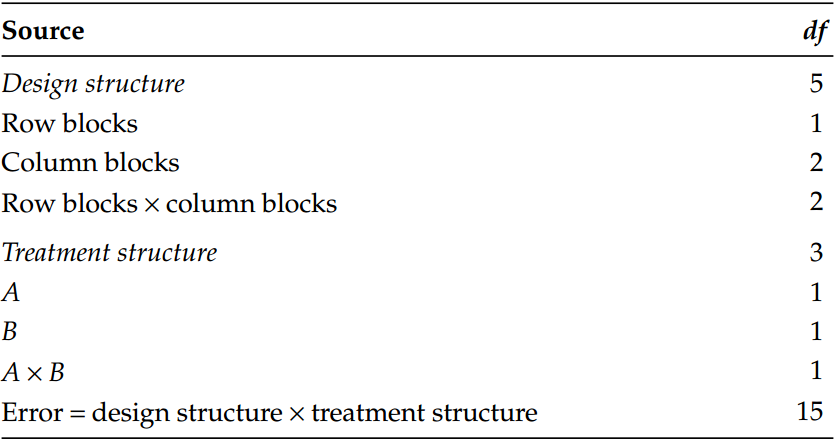 Source df
Design structure 5
Row blocks 1
Column blocks 2
Row blocks × column blocks 2
Treatment structure 3
A 1
B 1
A × B 1
Error = design structure × treatment structure 15